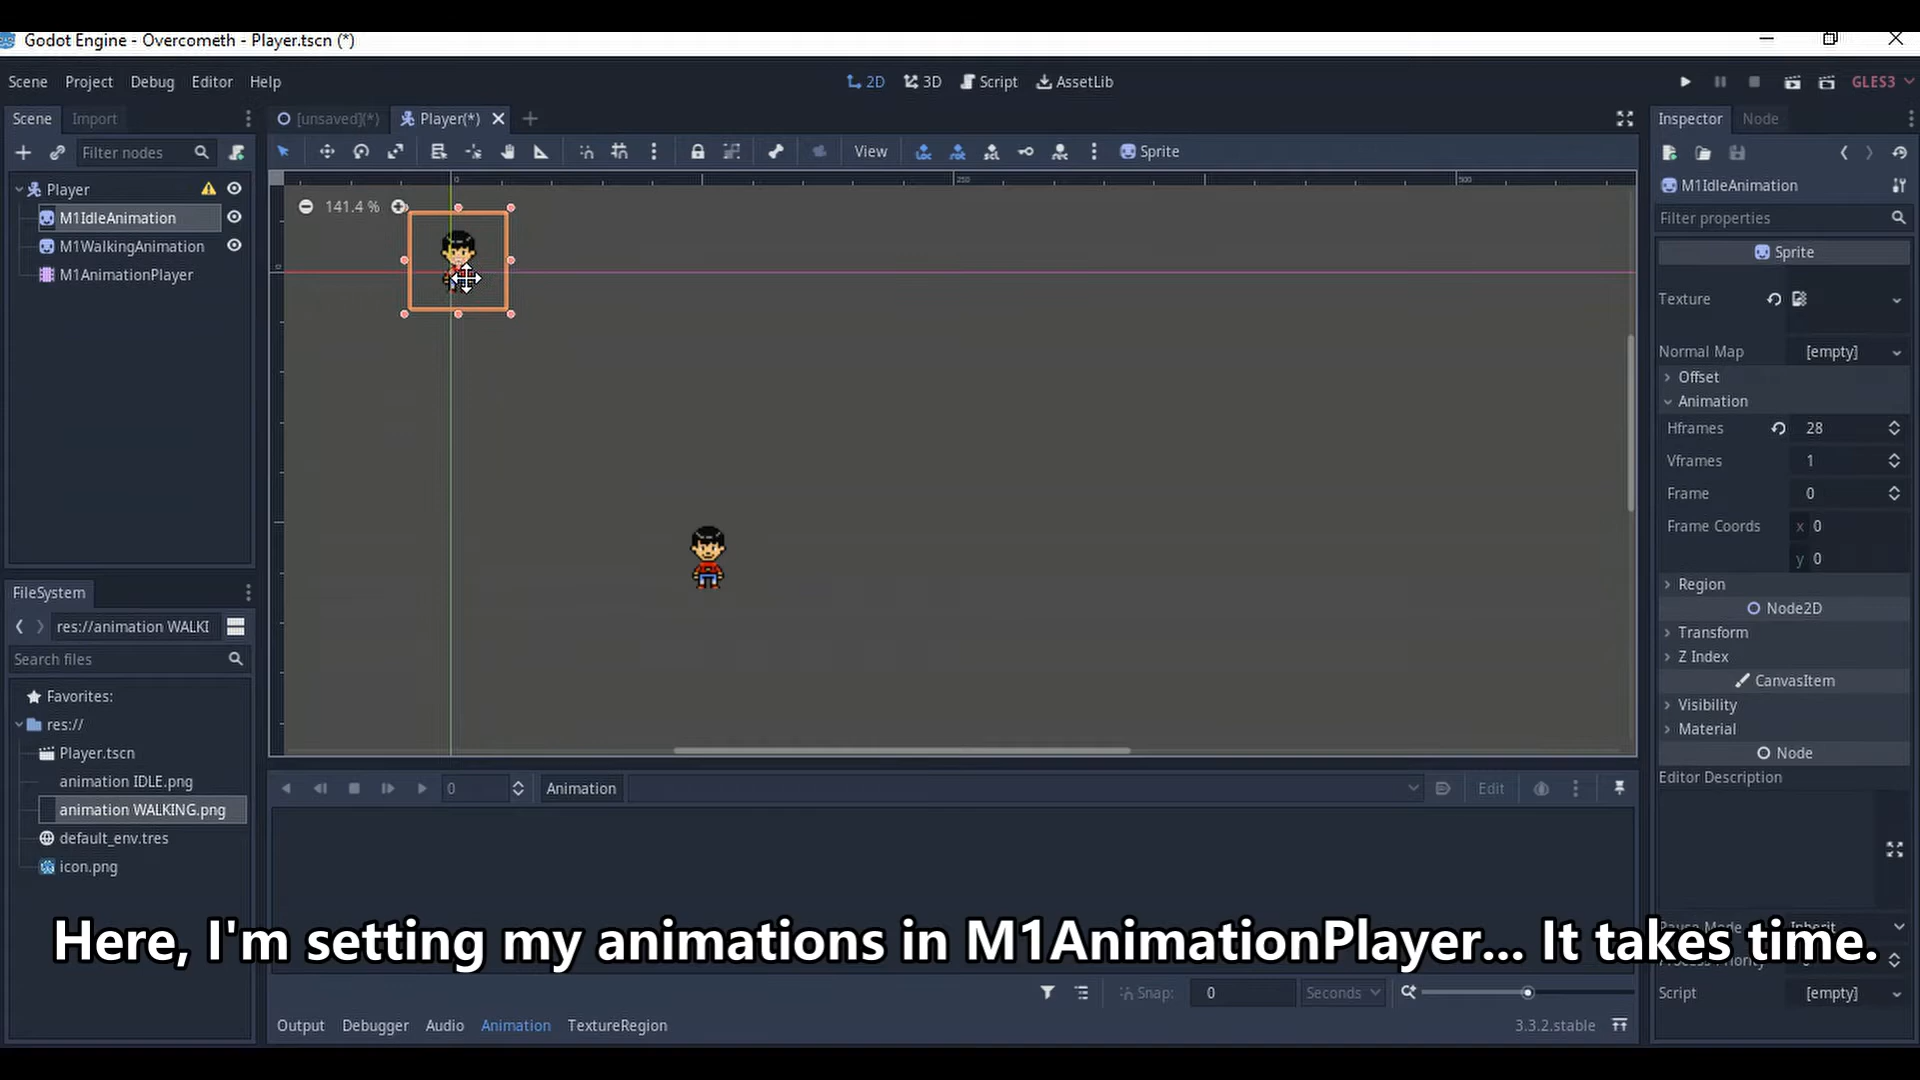 Godot Engine - Overcometh - Player.tscn (*)
Scene Project Debug Editor Help
2D 3D Script AssetLib
GLES3
Scene Import
[unsaved](*) Player(*)
Inspector Node
Filter nodes
View
Sprite
Player
M1IdleAnimation
M1WalkingAnimation
M1AnimationPlayer
0 250 500
0
141.4 %
M1IdleAnimation
Filter properties
Sprite
Texture
Normal Map [empty]
Offset
Animation
Hframes 28
Vframes 1
Frame 0
Frame Coords x 0
y 0
Region
Node2D
Transform
Z Index
CanvasItem
Visibility
Material
Node
Editor Description
FileSystem
res://animation WALKI
Search files
Favorites:
res://
Player.tscn
animation IDLE.png
animation WALKING.png
default_env.tres
icon.png
0 Animation Edit
Here, I'm setting my animations in M1AnimationPlayer... It takes time.
Inherit
Script [empty]
Snap: 0 Seconds
Output Debugger Audio Animation TextureRegion
3.3.2.stable